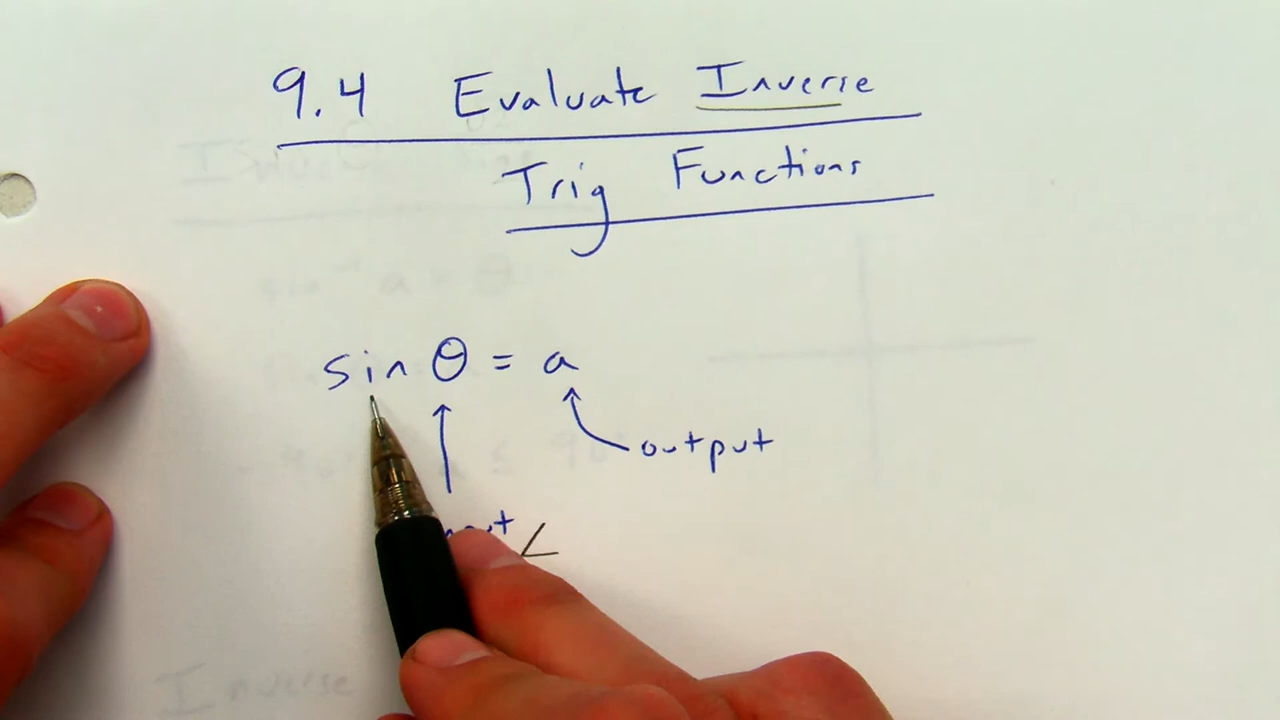 9.4 Evaluate Inverse
Trig Functions
sin θ = a
output